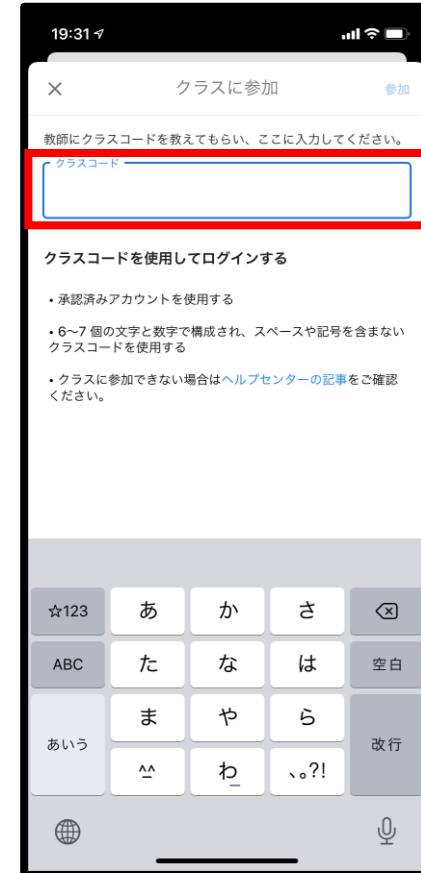 19:31
クラスに参加
参加
教師にクラスコードを教えてもらい、ここに入力してください。
クラスコード
クラスコードを使用してログインする
• 承認済みアカウントを使用する
• 6〜7 個の文字と数字で構成され、スペースや記号を含まない
クラスコードを使用する
• クラスに参加できない場合はヘルプセンターの記事をご確認
ください。
☆123 あ か さ
ABC た な は 空白
あいう ま や ら 改行
^^ わ 、。?!